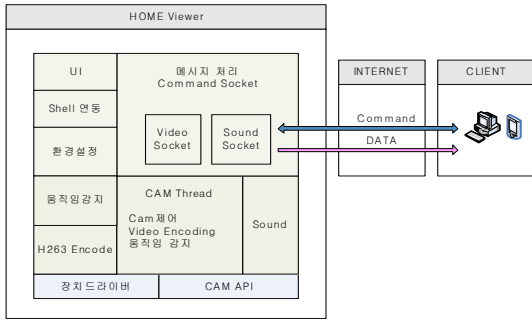 HOME Viewer
UI
메시지 처리
Command Socket
INTERNET
CLIENT
Shell 연동
Command
Video
Socket
Sound
Socket
DATA
환경설정
움직임감지
CAM Thread
Cam제어
Video Encoding
움직임 감지
Sound
H263 Encode
장치드라이버
CAM API